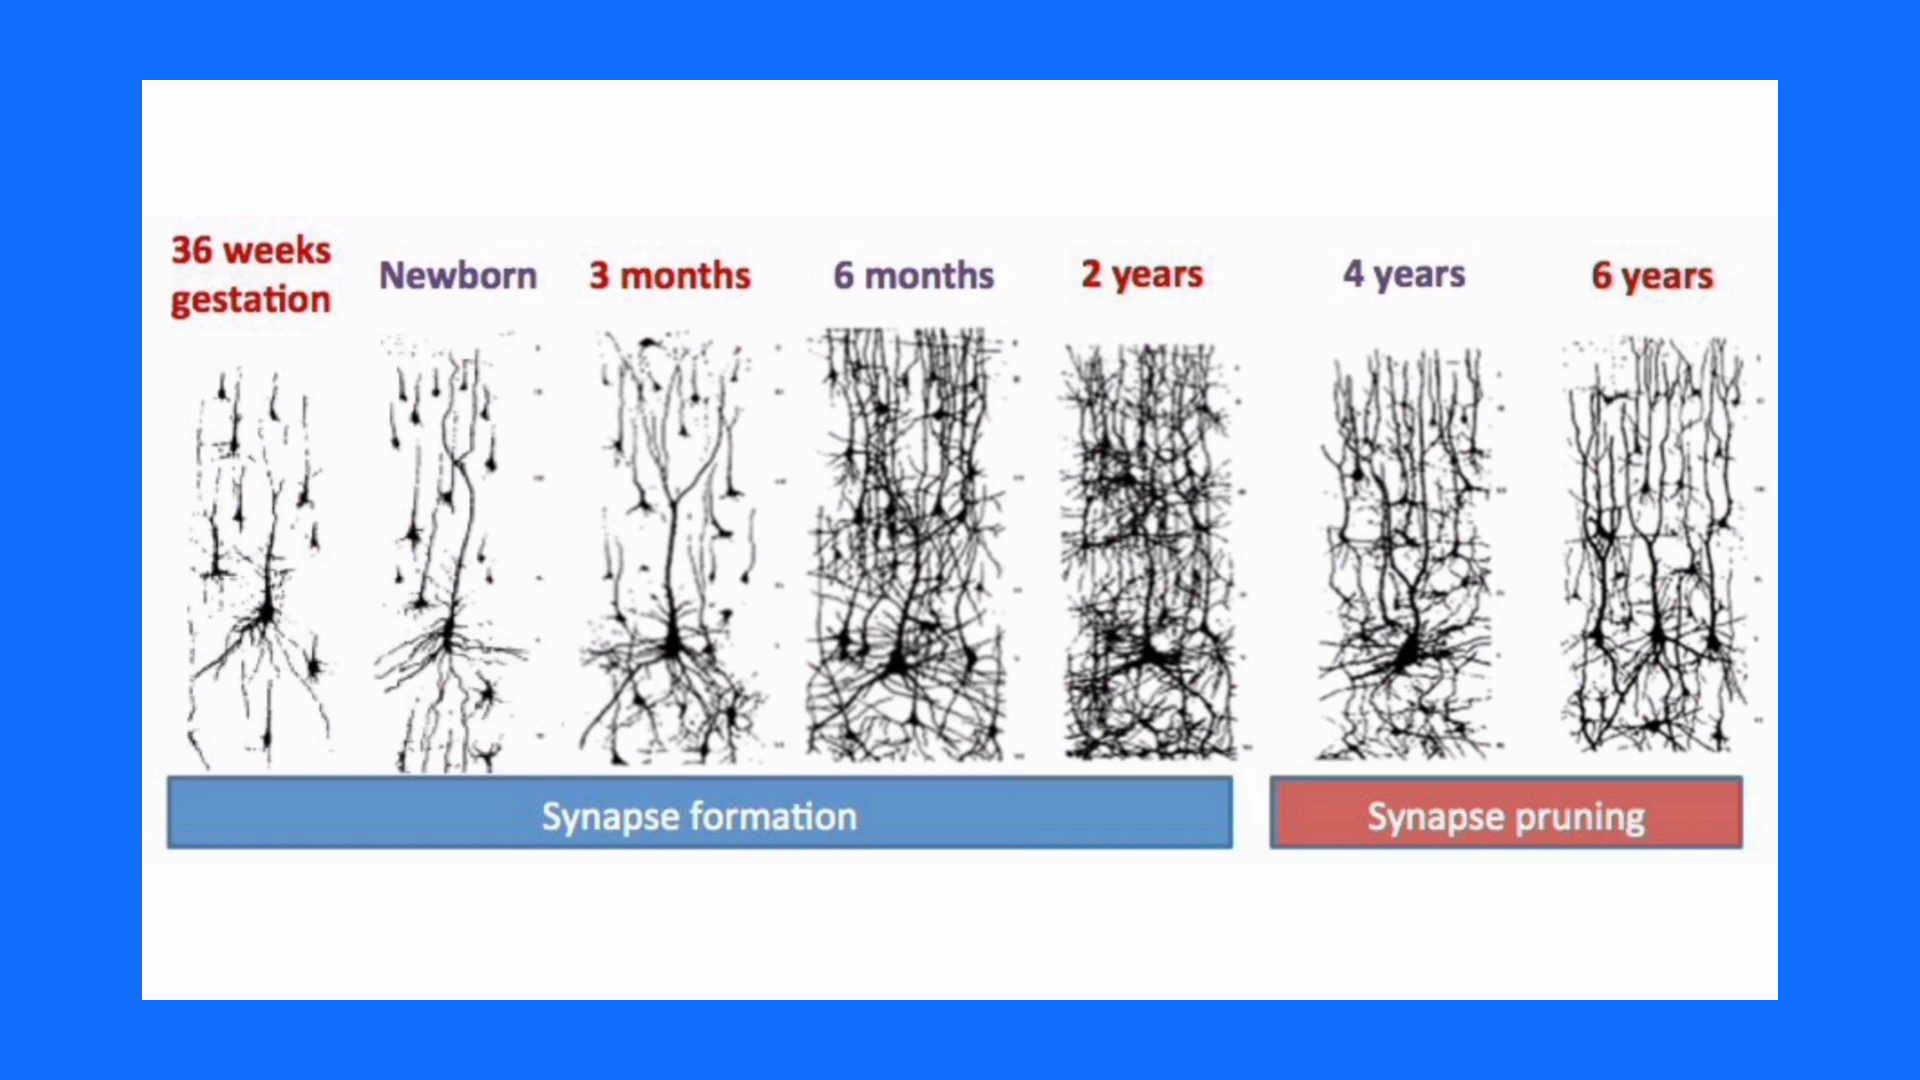 36 weeks
gestation
Newborn
3 months
6 months
2 years
4 years
6 years
Synapse formation
Synapse pruning